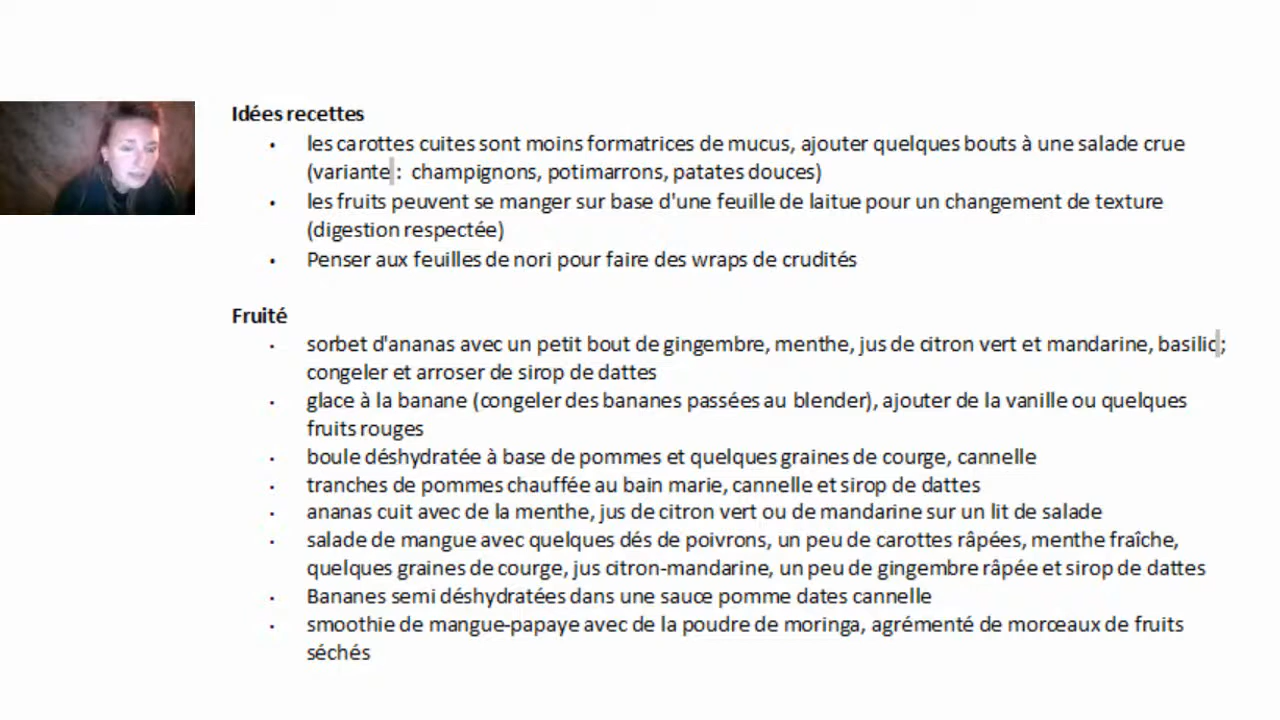 Idées recettes
• les carottes cuites sont moins formatrices de mucus, ajouter quelques bouts à une salade crue
(variante : champignons, potimarrons, patates douces)
• les fruits peuvent se manger sur base d'une feuille de laitue pour un changement de texture
(digestion respectée)
• Penser aux feuilles de nori pour faire des wraps de crudités
Fruité
• sorbet d'ananas avec un petit bout de gingembre, menthe, jus de citron vert et mandarine, basilic ;
congeler et arroser de sirop de dattes
• glace à la banane (congeler des bananes passées au blender), ajouter de la vanille ou quelques
fruits rouges
• boule déshydratée à base de pommes et quelques graines de courge, cannelle
• tranches de pommes chauffée au bain marie, cannelle et sirop de dattes
• ananas cuit avec de la menthe, jus de citron vert ou de mandarine sur un lit de salade
• salade de mangue avec quelques dés de poivrons, un peu de carottes râpées, menthe fraîche,
quelques graines de courge, jus citron-mandarine, un peu de gingembre râpée et sirop de dattes
• Bananes semi déshydratées dans une sauce pomme dates cannelle
• smoothie de mangue-papaye avec de la poudre de moringa, agrémenté de morceaux de fruits
séchés